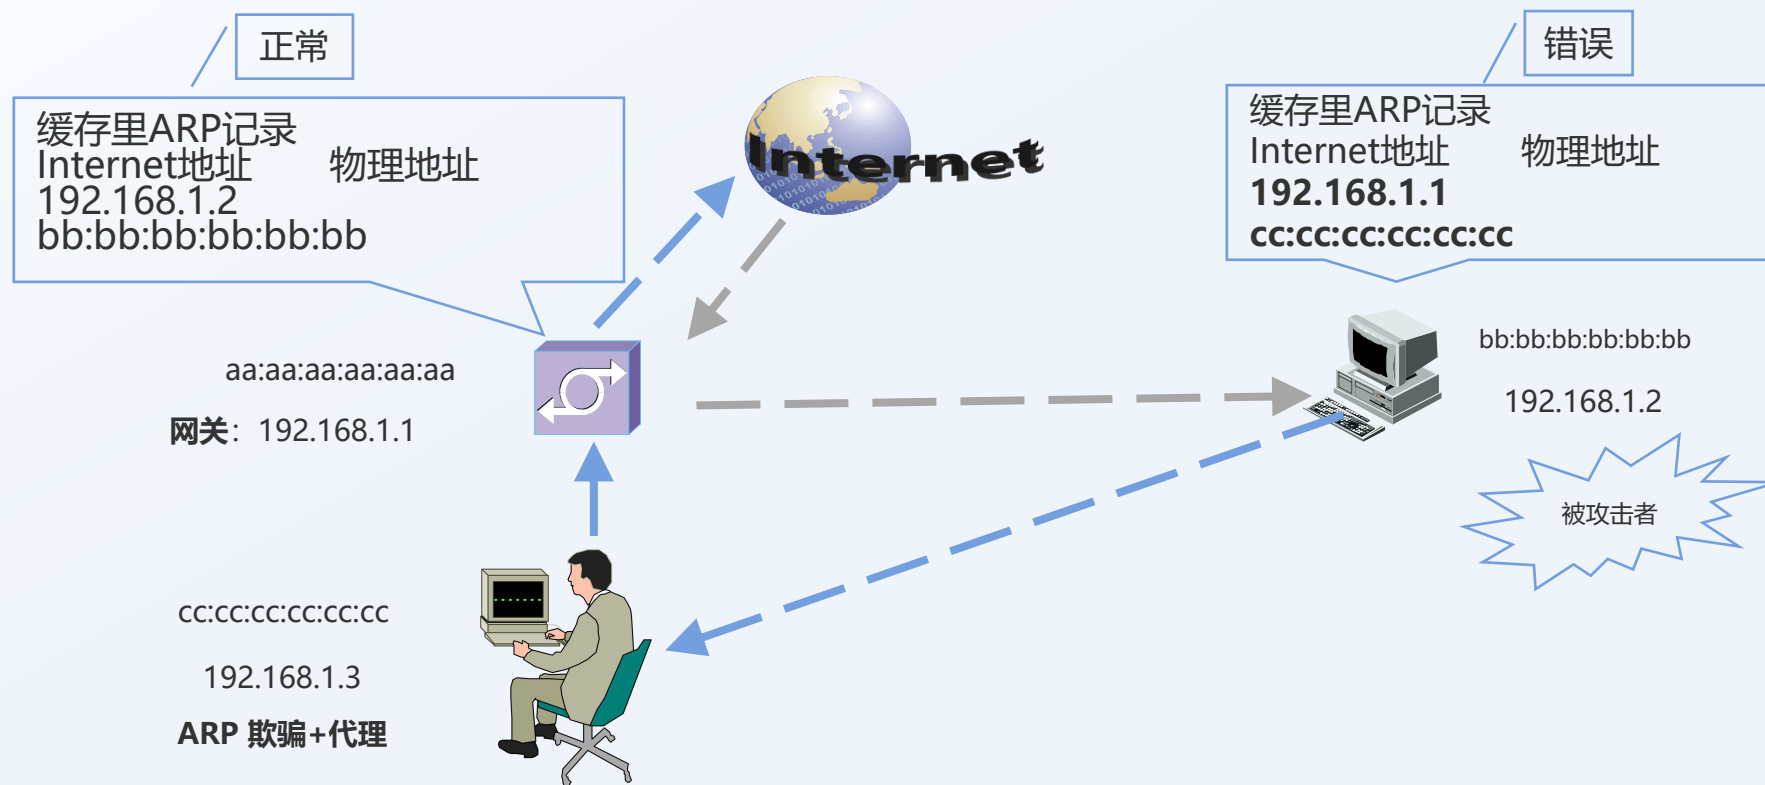 正常
缓存里ARP记录
Internet地址 物理地址
192.168.1.2
bb:bb:bb:bb:bb:bb
Internet
错误
缓存里ARP记录
Internet地址 物理地址
192.168.1.1
cc:cc:cc:cc:cc:cc
aa:aa:aa:aa:aa:aa
网关：192.168.1.1
bb:bb:bb:bb:bb:bb
192.168.1.2
被攻击者
cc:cc:cc:cc:cc:cc
192.168.1.3
ARP 欺骗+代理